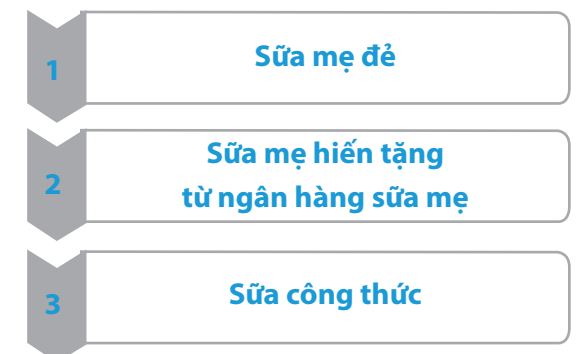 1
Sữa mẹ đẻ
2
Sữa mẹ hiến tặng
từ ngân hàng sữa mẹ
3
Sữa công thức